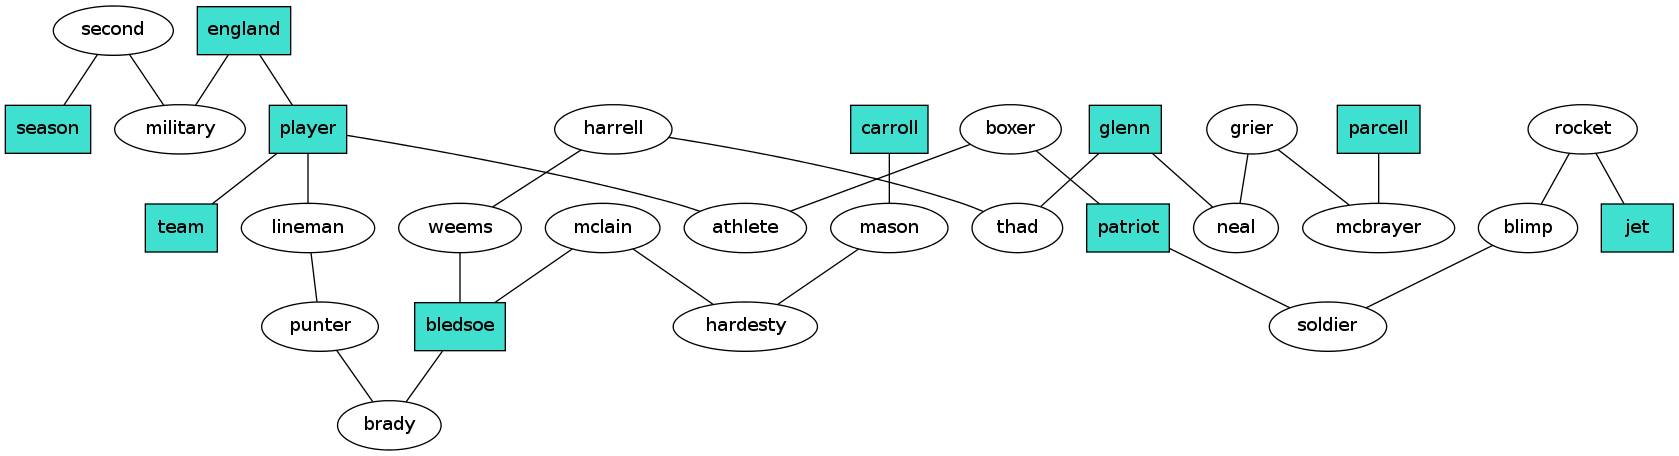 second
england
season
military
player
harrell
carroll
boxer
glenn
grier
parcell
rocket
team
lineman
weems
mclain
athlete
mason
thad
patriot
neal
mcbrayer
blimp
jet
punter
bledsoe
hardesty
soldier
brady